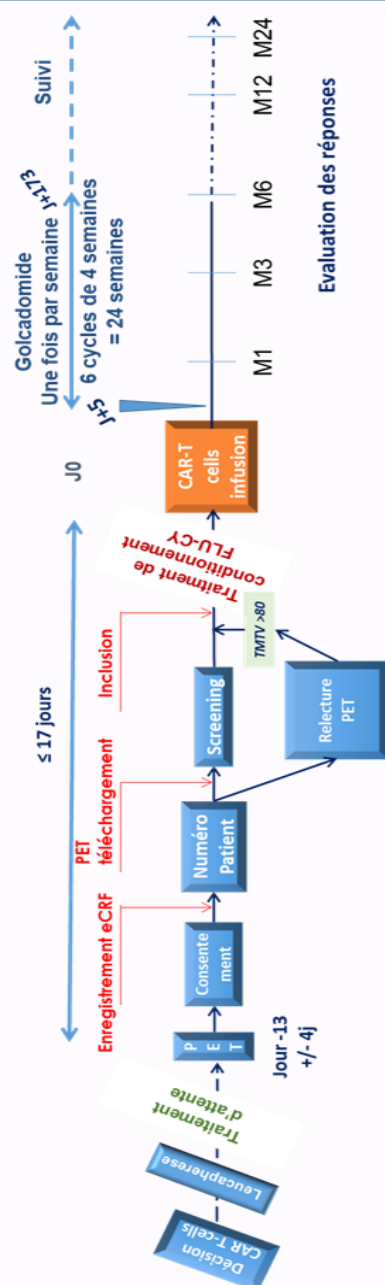 Décision
CAR T-cells
Leucaphérèse
Traitement
d'attente
P E T
Jour -13
+/- 4j
≤ 17 jours
Enregistrement eCRF
Consente
ment
PET
téléchargement
Numéro
Patient
Inclusion
Screening
Relecture
PET
TMTV >80
Traitement de
conditionnement
FLU-CY
J0
CAR-T
cells
infusion
J+5
Golcadomide
Une fois par semaine
J+173
6 cycles de 4 semaines
= 24 semaines
Suivi
M1
M3
M6
M12
M24
Evaluation des réponses